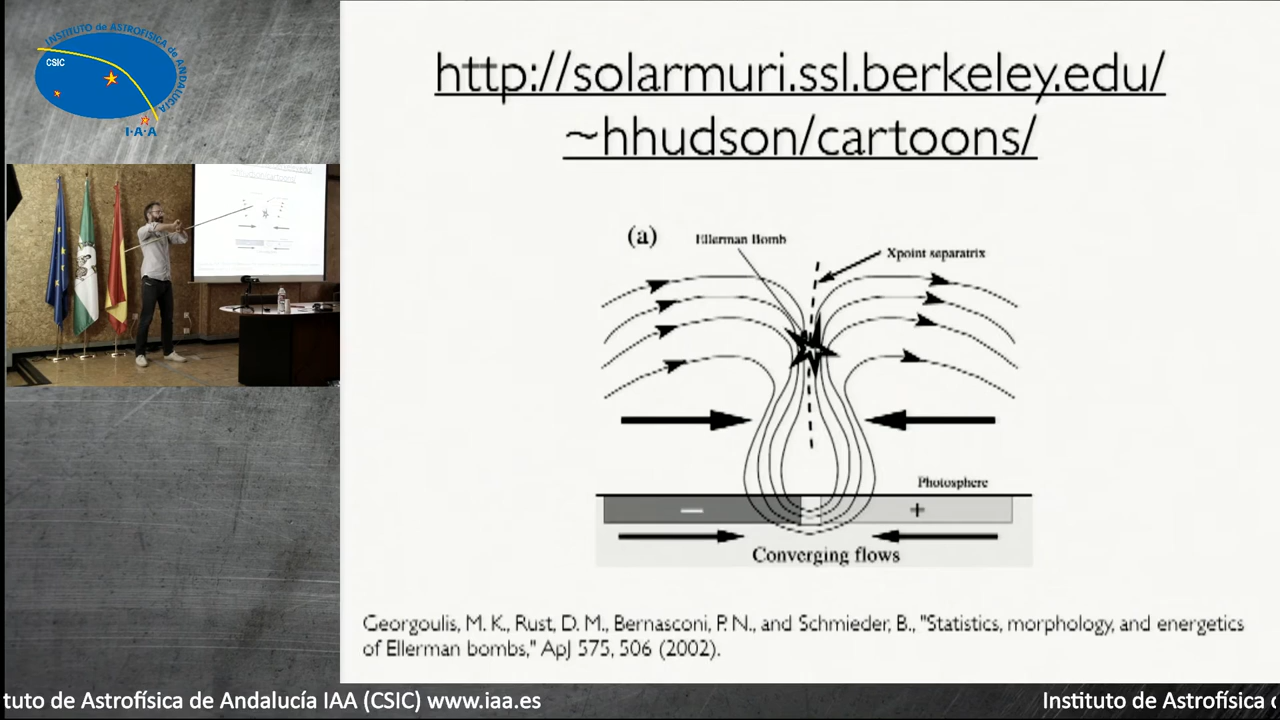 INSTITUTO de ASTROFÍSICA de ANDALUCÍA
CSIC
I·A·A
http://solarmuri.ssl.berkeley.edu/
~hhudson/cartoons/
(a)
Ellerman Bomb
Xpoint separatrix
Photosphere
−
+
Converging flows
Georgoulis, M. K., Rust, D. M., Bernasconi, P. N., and Schmieder, B., "Statistics, morphology, and energetics
of Ellerman bombs," ApJ 575, 506 (2002).
tuto de Astrofísica de Andalucía IAA (CSIC) www.iaa.es
Instituto de Astrofísica